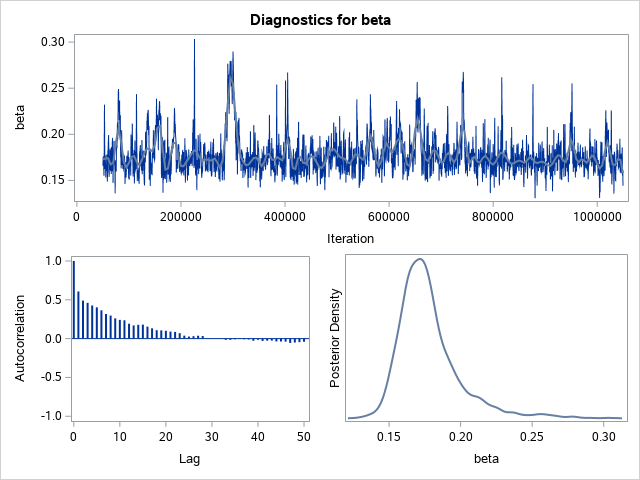 Diagnostics for beta
0.30
0.25
0.20
0.15
beta
0 200000 400000 600000 800000 1000000
Iteration
1.0
0.5
0.0
-0.5
-1.0
Autocorrelation
0 10 20 30 40 50
Lag
Posterior Density
0.15 0.20 0.25 0.30
beta